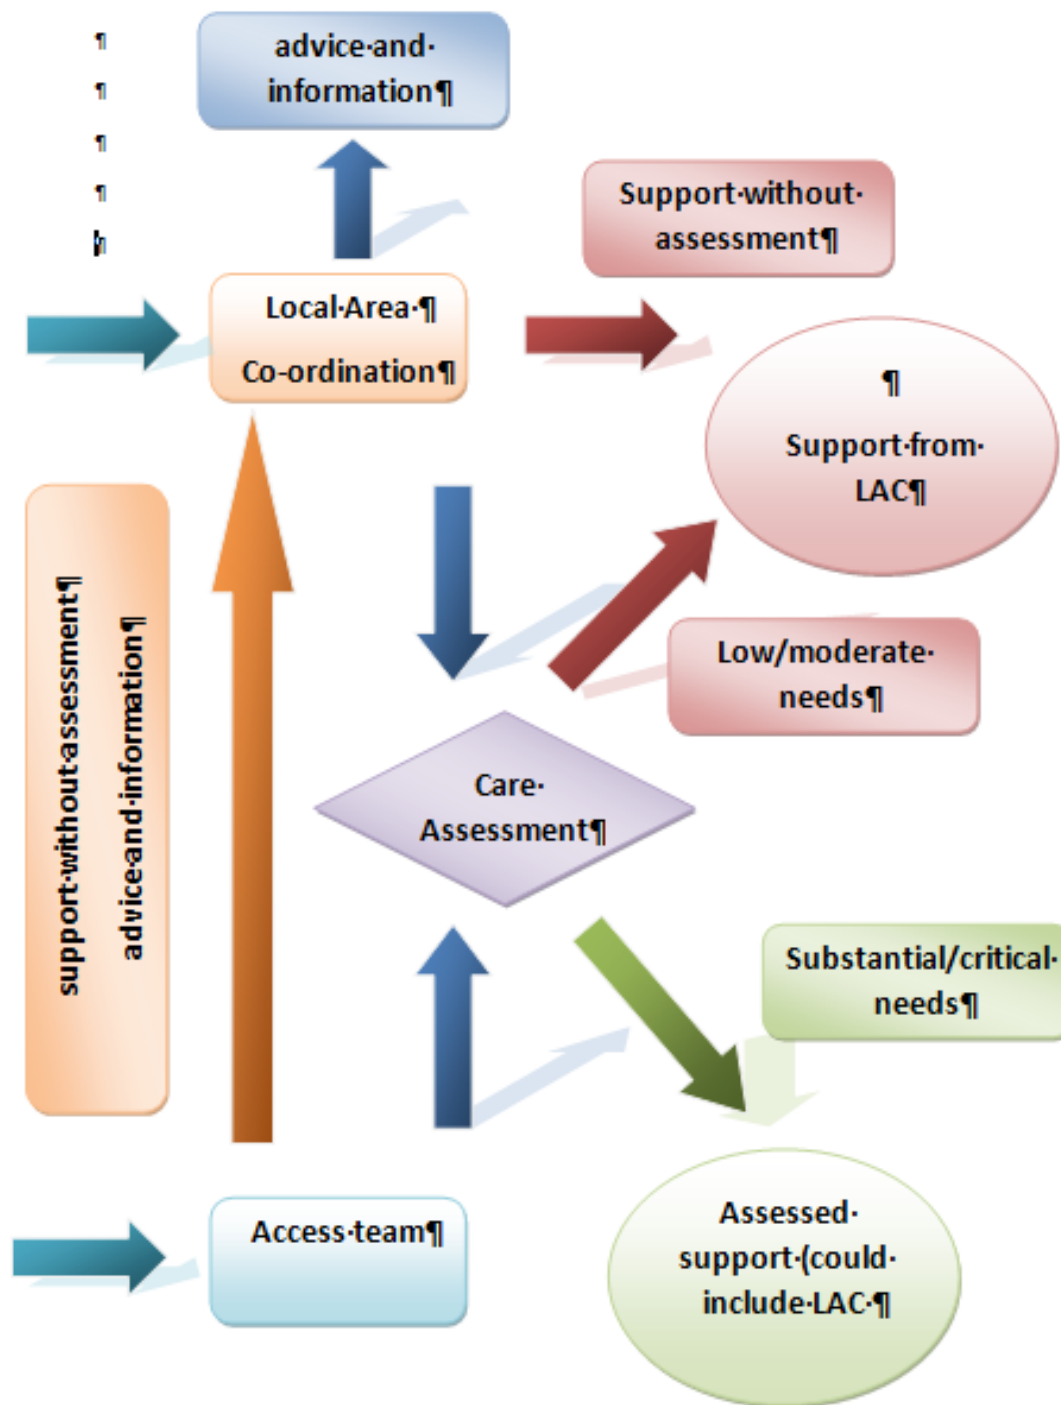 ¶
¶
¶
¶
¶
advice·and·
information¶
Support·without·
assessment¶
Local·Area·¶
Co-ordination¶
¶
Support·from·
LAC¶
support·without·assessment¶
advice·and·information¶
Low/moderate·
needs¶
Care·
Assessment¶
Substantial/critical·
needs¶
Access·team¶
Assessed·
support·(could·
include·LAC·¶